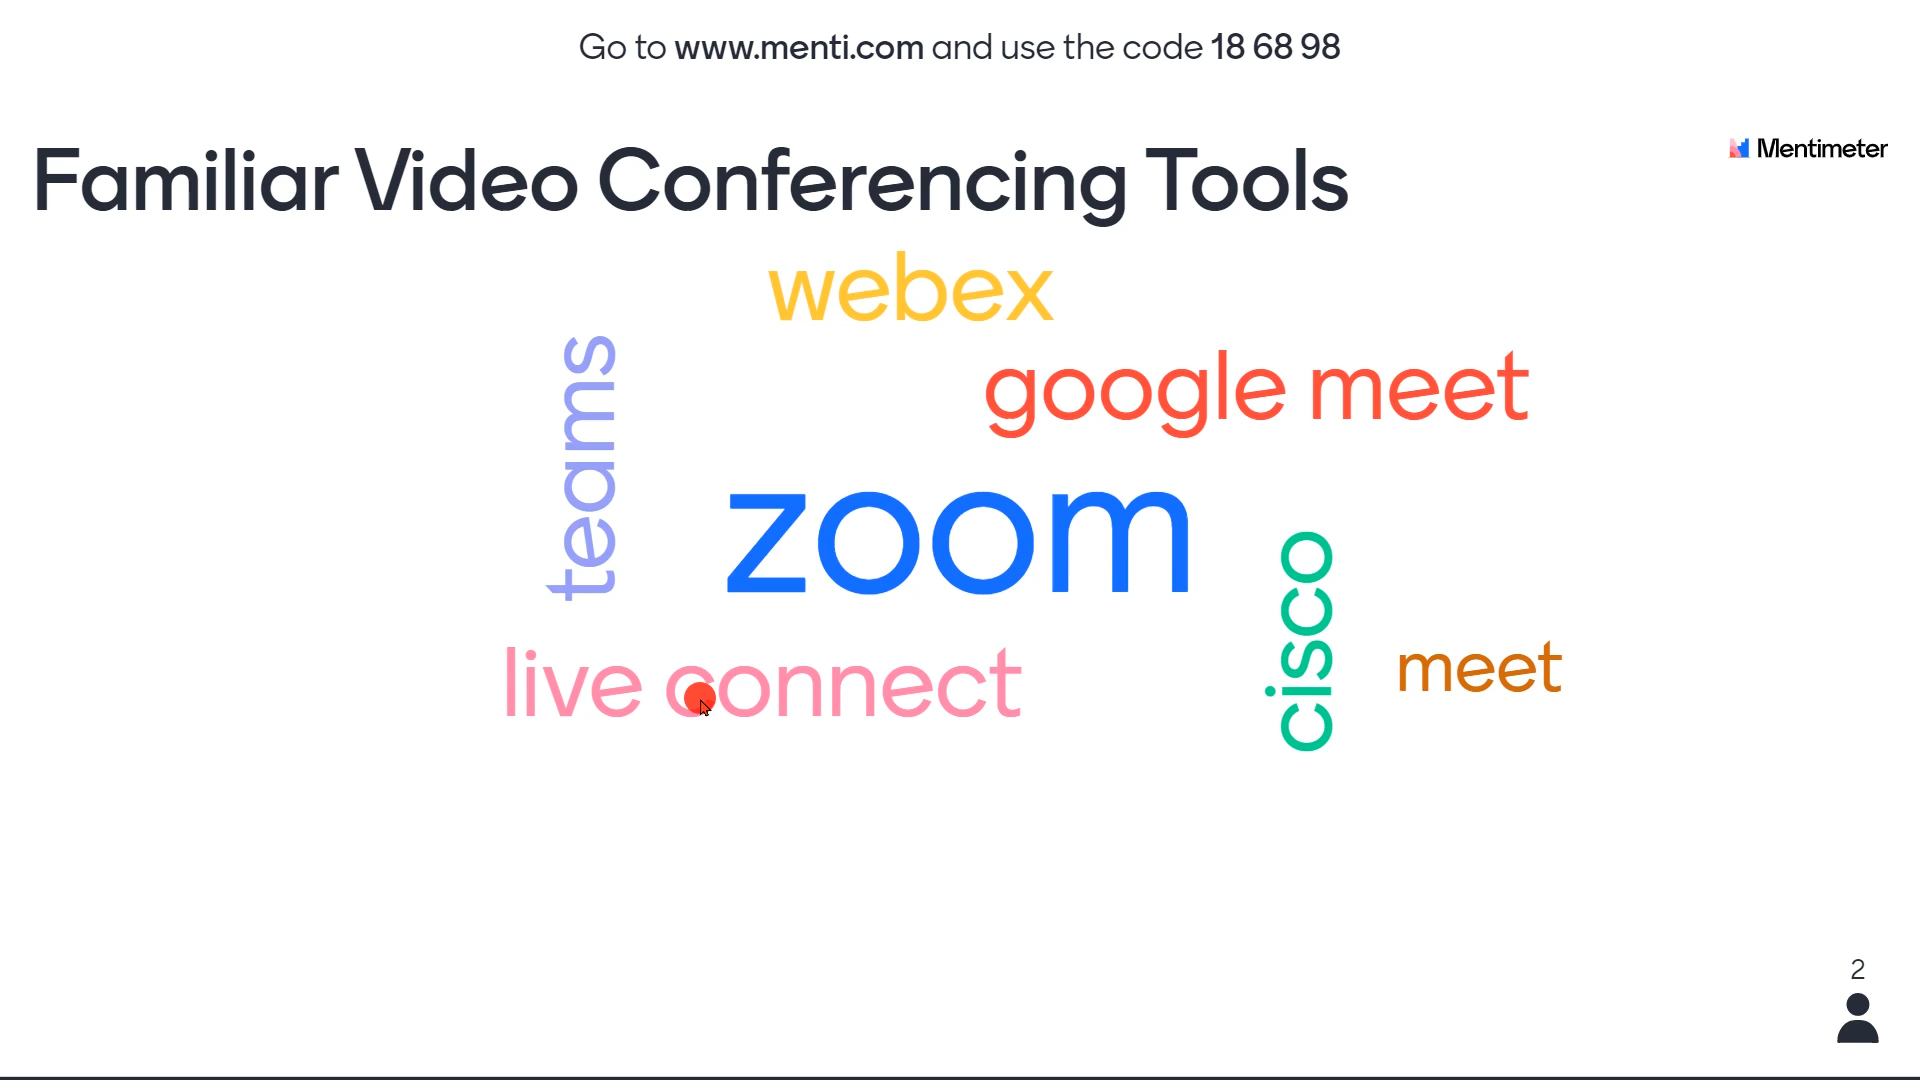 Go to www.menti.com and use the code 18 68 98
Mentimeter
Familiar Video Conferencing Tools
webex
teams
google meet
zoom
cisco
live connect
meet
2